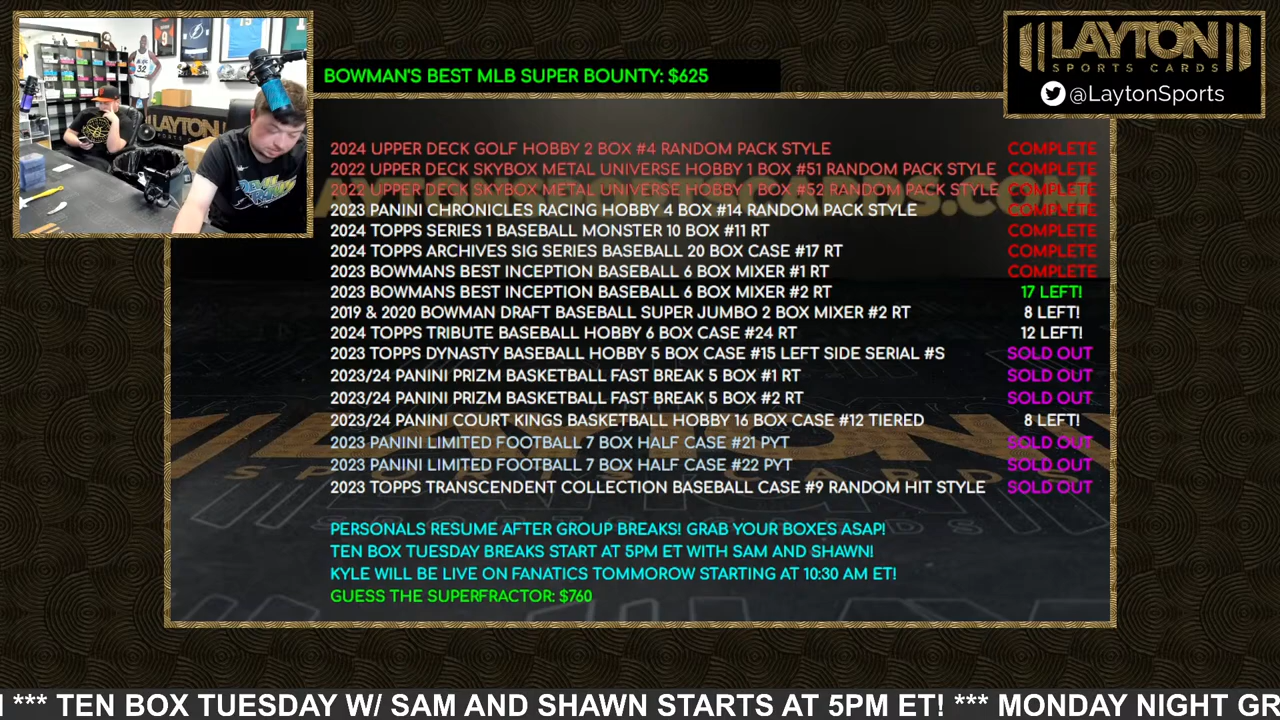 BOWMAN'S BEST MLB SUPER BOUNTY: $625
LAYTON
SPORTS CARDS
@LaytonSports
LAYTON
2024 UPPER DECK GOLF HOBBY 2 BOX #4 RANDOM PACK STYLE COMPLETE
2022 UPPER DECK SKYBOX METAL UNIVERSE HOBBY 1 BOX #51 RANDOM PACK STYLE COMPLETE
2022 UPPER DECK SKYBOX METAL UNIVERSE HOBBY 1 BOX #52 RANDOM PACK STYLE COMPLETE
2023 PANINI CHRONICLES RACING HOBBY 4 BOX #14 RANDOM PACK STYLE COMPLETE
2024 TOPPS SERIES 1 BASEBALL MONSTER 10 BOX #11 RT COMPLETE
2024 TOPPS ARCHIVES SIG SERIES BASEBALL 20 BOX CASE #17 RT COMPLETE
2023 BOWMANS BEST INCEPTION BASEBALL 6 BOX MIXER #1 RT COMPLETE
2023 BOWMANS BEST INCEPTION BASEBALL 6 BOX MIXER #2 RT 17 LEFT!
2019 & 2020 BOWMAN DRAFT BASEBALL SUPER JUMBO 2 BOX MIXER #2 RT 8 LEFT!
2024 TOPPS TRIBUTE BASEBALL HOBBY 6 BOX CASE #24 RT 12 LEFT!
2023 TOPPS DYNASTY BASEBALL HOBBY 5 BOX CASE #15 LEFT SIDE SERIAL #S SOLD OUT
2023/24 PANINI PRIZM BASKETBALL FAST BREAK 5 BOX #1 RT SOLD OUT
2023/24 PANINI PRIZM BASKETBALL FAST BREAK 5 BOX #2 RT SOLD OUT
2023/24 PANINI COURT KINGS BASKETBALL HOBBY 16 BOX CASE #12 TIERED 8 LEFT!
2023 PANINI LIMITED FOOTBALL 7 BOX HALF CASE #21 PYT SOLD OUT
2023 PANINI LIMITED FOOTBALL 7 BOX HALF CASE #22 PYT SOLD OUT
2023 TOPPS TRANSCENDENT COLLECTION BASEBALL CASE #9 RANDOM HIT STYLE SOLD OUT
PERSONALS RESUME AFTER GROUP BREAKS! GRAB YOUR BOXES ASAP!
TEN BOX TUESDAY BREAKS START AT 5PM ET WITH SAM AND SHAWN!
KYLE WILL BE LIVE ON FANATICS TOMMOROW STARTING AT 10:30 AM ET!
GUESS THE SUPERFRACTOR: $760
*** TEN BOX TUESDAY W/ SAM AND SHAWN STARTS AT 5PM ET! *** MONDAY NIGHT GR